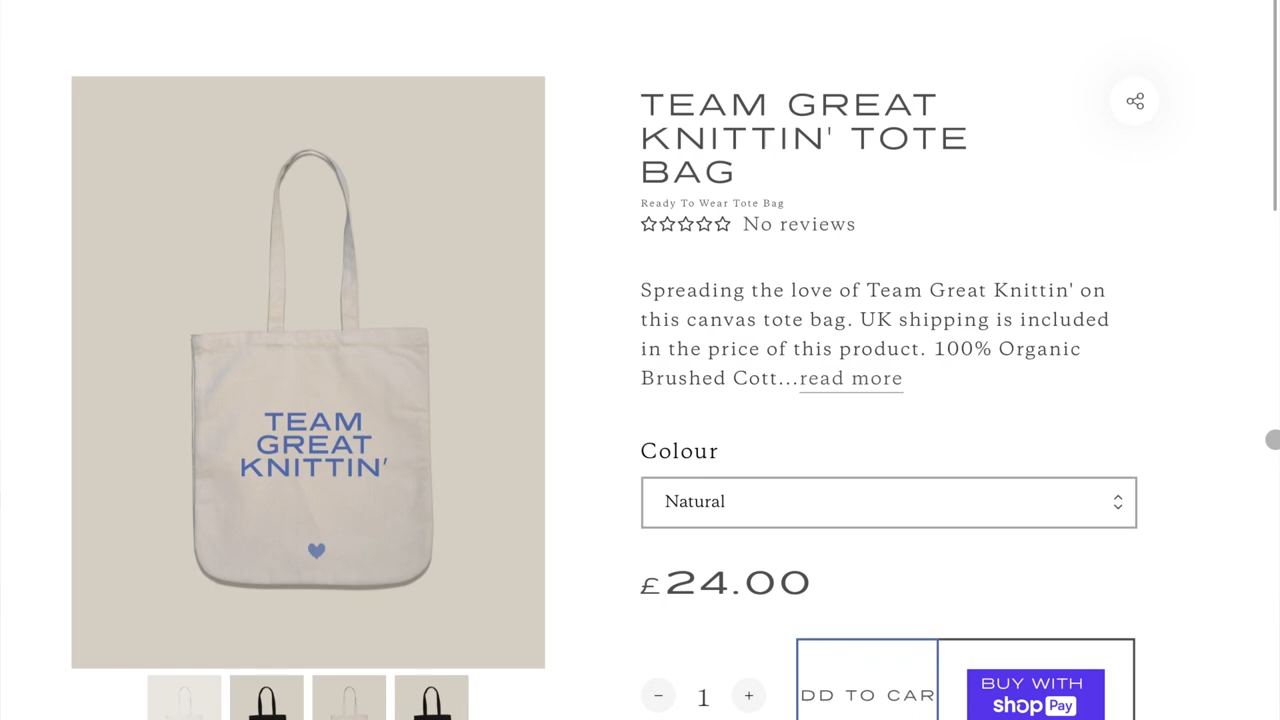 TEAM GREAT
KNITTIN' TOTE
BAG
Ready To Wear Tote Bag
No reviews
Spreading the love of Team Great Knittin' on
this canvas tote bag. UK shipping is included
in the price of this product. 100% Organic
Brushed Cott...read more
Colour
Natural
£24.00
1
DD TO CAR
BUY WITH
shop Pay
TEAM
GREAT
KNITTIN'